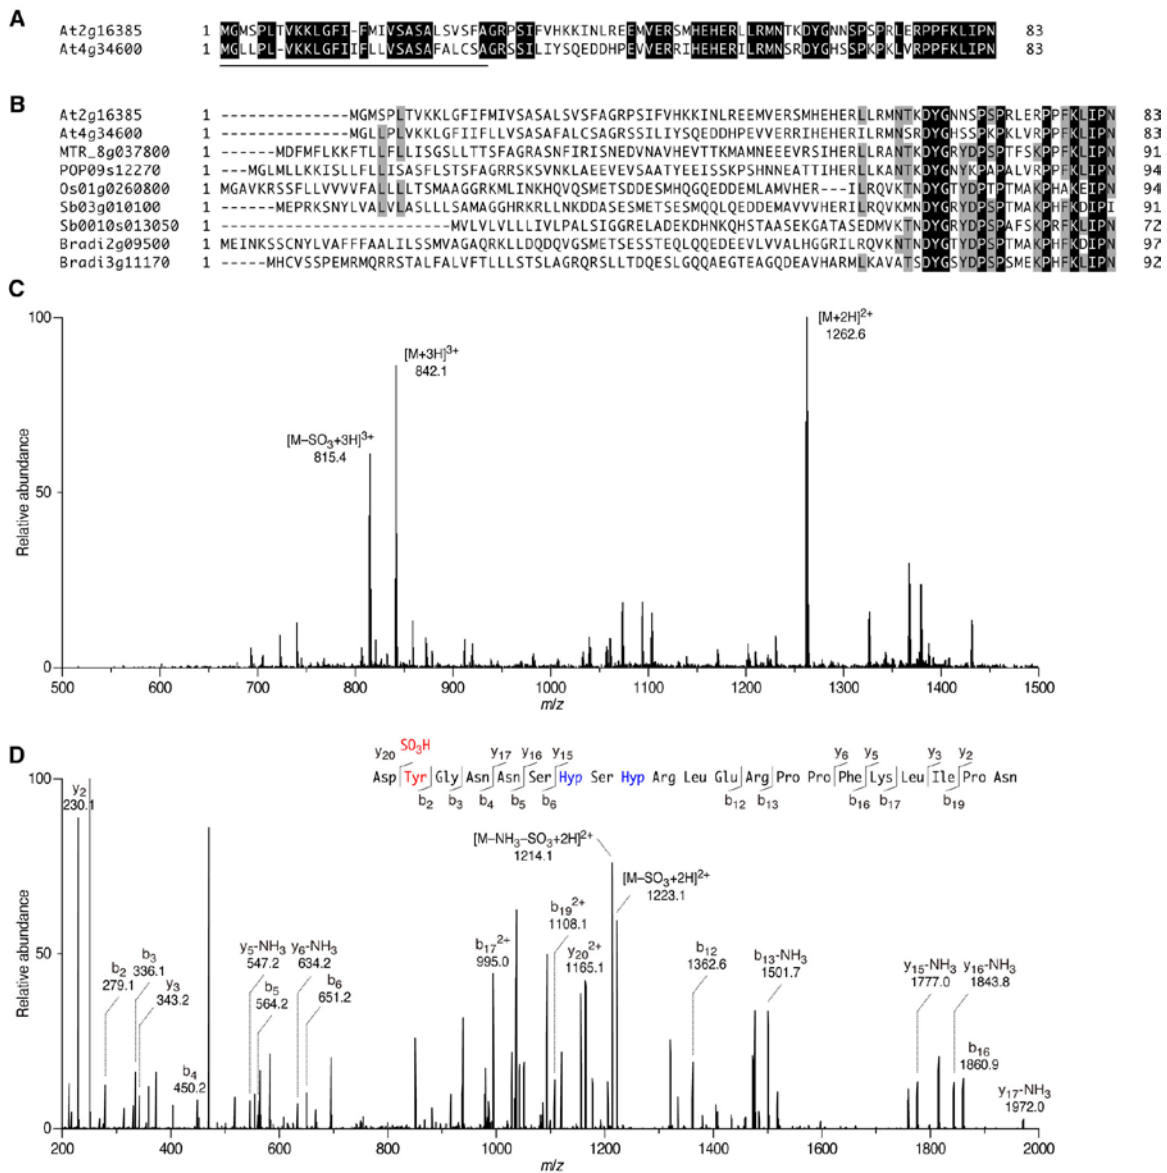 A
At2g16385 1 MGMSPLTVKKLGFI-FMIVSASALSVSFAGRPSIFVHKKINLREEMVERSMHEHERLLRMNTKDYGNNSPSPRLERPPFKLIPN 83
At4g34600 1 MGLLPL-VKKLGFIIFLLVSASAFALCSAGRSSILIYSQEDDHPEVVERRIHEHERILRMNSRDYGHSSPKPKLVRPPFKLIPN 83
B
At2g16385 1 --------------MGMSPLTVKKLGFIFMIVSASALSVSFAGRPSIFVHKKINLREEMVERSMHEHERLLRMNTKDYGNNSPSPRLERPPFKLIPN 83
At4g34600 1 --------------MGLLPLVKKLGFIIFLLVSASAFALCSAGRSSILIYSQEDDHPEVVERRIHEHERILRMNSRDYGHSSPKPKLVRPPFKLIPN 83
MTR_8g037800 1 ------MDFMFLKKFTLLFLLISGSLLTTSFAGRASNFIRISNEDVNAVHEVTTKMAMNEEEVRSMHEHERLLRANTKDYGRYDPSPTFSKPPFKLIPN 91
POP09s12270 1 ---MGLMLLKKISLLFLFLISASFLSTSFAGRRSKSVNKLAEEVEVSAATYEEISSKPSHNNEATTIHERLLKANTKDYGNYKPAPALVRPPFKLIPN 94
Os01g0260800 1 MGAVKRSSFLLVVVVFALLLLTSMAAGGRKMLINKHQVQSMETSDDESMHQGQEDDEMLAMVHER---ILRQVKTNDYGTYDPTPTMAKPHAKEIPN 94
Sb03g010100 1 ------MEPRKSNYLVALVLASLLLSAMAGGHRKRLLNKDDASESMETSESMQQLQEDDEMAVVVHERILRQVKMNDYGRYDPSPTMAKPHFKDIPI 91
Sb0010s013050 1 -------------------------MVLVLVLLLIVLPALSIGGRELADEKDHNKQHSTAASEKGATASEDMVKTNDYGRYDPSPAFSKPRFKLIPN 72
Bradi2g09500 1 MEINKSSCNYLVAFFFAALILSSMVAGAQRKLLDQDQVGSMETSESSTEQLQQEDEEVLVVALHGGRILRQVKNTNDYGSYDPSPTMAKPHFKDIPN 97
Bradi3g11170 1 -----MHCVSSPEMRMQRRSTALFALVFTLLLSTSLAGRQRSLLTDQESLGQQAEGTEAGQDEAVHARMLKAVATSDYGSYDPSPSMEKPHFKLIPN 92
C
100
50
0
Relative abundance
[M−SO3+3H]3+
815.4
[M+3H]3+
842.1
[M+2H]2+
1262.6
500 600 700 800 900 1000 1100 1200 1300 1400 1500
m/z
D
100
50
0
Relative abundance
y20 SO3H y17 y16 y15 y6 y5 y3 y2
Asp Tyr Gly Asn Asn Ser Hyp Ser Hyp Arg Leu Glu Arg Pro Pro Phe Lys Leu Ile Pro Asn
b2 b3 b4 b5 b6 b12 b13 b16 b17 b19
y2
230.1
b2
279.1
b3
336.1
y3
343.2
b4
450.2
y5-NH3
547.2
b5
564.2
y6-NH3
634.2
b6
651.2
b17 2+
995.0
b19 2+
1108.1
y20 2+
1165.1
[M−NH3−SO3+2H]2+
1214.1
[M−SO3+2H]2+
1223.1
b12
1362.6
b13-NH3
1501.7
y15-NH3
1777.0
y16-NH3
1843.8
b16
1860.9
y17-NH3
1972.0
200 400 600 800 1000 1200 1400 1600 1800 2000
m/z